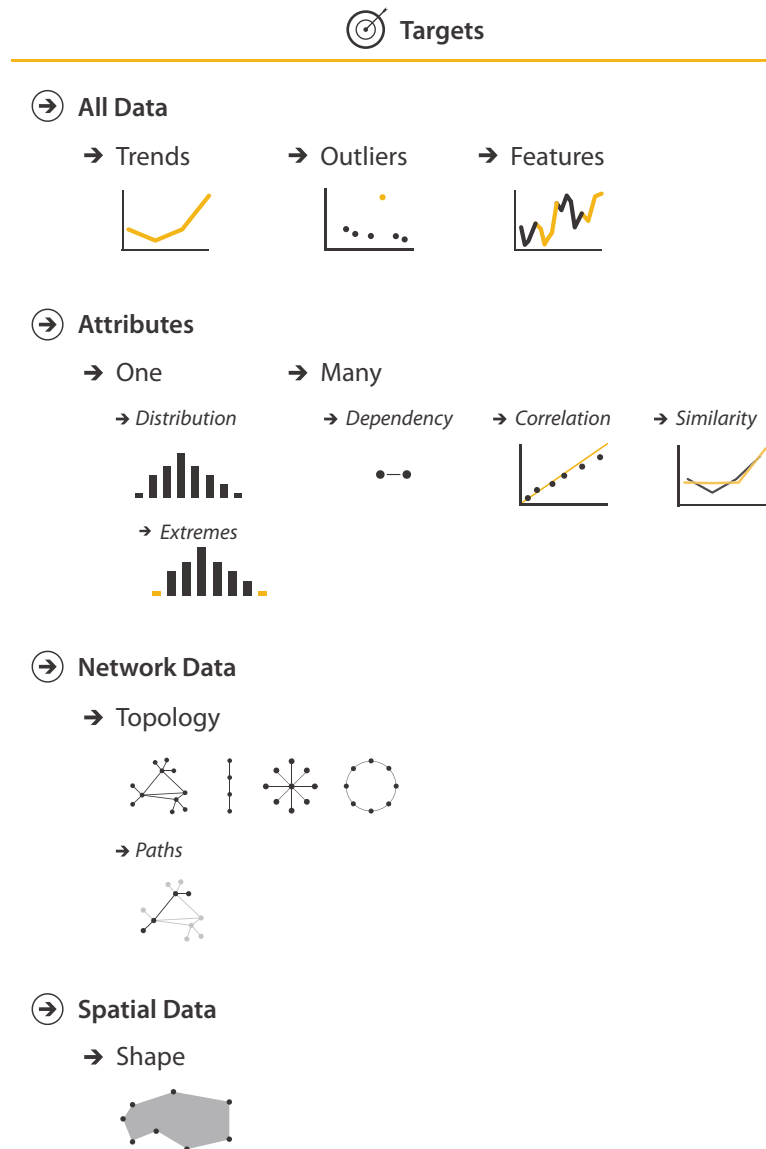 Targets
All Data
Trends
Outliers
Features
Attributes
One
Many
Distribution
Dependency
Correlation
Similarity
Extremes
Network Data
Topology
Paths
Spatial Data
Shape